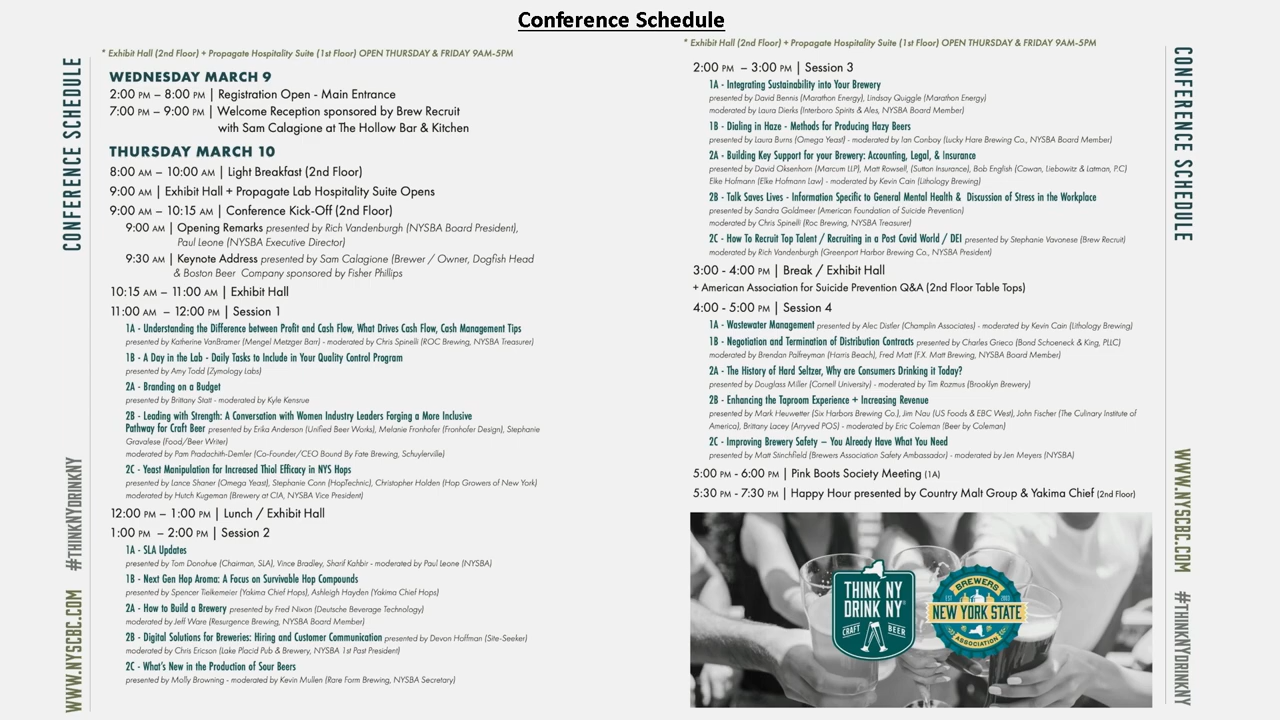 Conference Schedule
CONFERENCE SCHEDULE
#THINKNYDRINKNY
WWW.NYSCBC.COM
* Exhibit Hall (2nd Floor) + Propagate Hospitality Suite (1st Floor) OPEN THURSDAY & FRIDAY 9AM-5PM
WEDNESDAY MARCH 9
2:00 PM – 8:00 PM | Registration Open - Main Entrance
7:00 PM – 9:00 PM | Welcome Reception sponsored by Brew Recruit
with Sam Calagione at The Hollow Bar & Kitchen
THURSDAY MARCH 10
8:00 AM – 10:00 AM | Light Breakfast (2nd Floor)
9:00 AM | Exhibit Hall + Propagate Lab Hospitality Suite Opens
9:00 AM – 10:15 AM | Conference Kick-Off (2nd Floor)
9:00 AM | Opening Remarks presented by Rich Vandenburgh (NYSBA Board President),
Paul Leone (NYSBA Executive Director)
9:30 AM | Keynote Address presented by Sam Calagione (Brewer / Owner, Dogfish Head
& Boston Beer Company sponsored by Fisher Phillips
10:15 AM – 11:00 AM | Exhibit Hall
11:00 AM – 12:00 PM | Session 1
1A - Understanding the Difference between Profit and Cash Flow, What Drives Cash Flow, Cash Management Tips
presented by Katherine VanBramer (Mengel Metzger Barr) - moderated by Chris Spinelli (ROC Brewing, NYSBA Treasurer)
1B - A Day in the Lab - Daily Tasks to Include in Your Quality Control Program
presented by Amy Todd (Zymology Labs)
2A - Branding on a Budget
presented by Brittany Statt - moderated by Kyle Kensrue
2B - Leading with Strength: A Conversation with Women Industry Leaders Forging a More Inclusive
Pathway for Craft Beer presented by Erika Anderson (Unified Beer Works), Melanie Fronhofer (Fronhofer Design), Stephanie
Gravalese (Food/Beer Writer)
moderated by Pam Pradachith-Demler (Co-Founder/CEO Bound By Fate Brewing, Schuylerville)
2C - Yeast Manipulation for Increased Thiol Efficacy in NYS Hops
presented by Lance Shaner (Omega Yeast), Stephanie Conn (HopTechnic), Christopher Holden (Hop Growers of New York)
moderated by Hutch Kugeman (Brewery at CIA, NYSBA Vice President)
12:00 PM – 1:00 PM | Lunch / Exhibit Hall
1:00 PM – 2:00 PM | Session 2
1A - SLA Updates
presented by Tom Donohue (Chairman, SLA), Vince Bradley, Sharif Kahbir - moderated by Paul Leone (NYSBA)
1B - Next Gen Hop Aroma: A Focus on Survivable Hop Compounds
presented by Spencer Tielkemeier (Yakima Chief Hops), Ashleigh Hayden (Yakima Chief Hops)
2A - How to Build a Brewery presented by Fred Nixon (Deutsche Beverage Technology)
moderated by Jeff Ware (Resurgence Brewing, NYSBA Board Member)
2B - Digital Solutions for Breweries: Hiring and Customer Communication presented by Devon Hoffman (Site-Seeker)
moderated by Chris Ericson (Lake Placid Pub & Brewery, NYSBA 1st Past President)
2C - What's New in the Production of Sour Beers
presented by Molly Browning - moderated by Kevin Mullen (Rare Form Brewing, NYSBA Secretary)
* Exhibit Hall (2nd Floor) + Propagate Hospitality Suite (1st Floor) OPEN THURSDAY & FRIDAY 9AM-5PM
2:00 PM – 3:00 PM | Session 3
1A - Integrating Sustainability into Your Brewery
presented by David Bennis (Marathon Energy), Lindsay Quiggle (Marathon Energy)
moderated by Laura Dierks (Interboro Spirits & Ales, NYSBA Board Member)
1B - Dialing in Haze - Methods for Producing Hazy Beers
presented by Laura Burns (Omega Yeast) - moderated by Ian Conboy (Lucky Hare Brewing Co., NYSBA Board Member)
2A - Building Key Support for your Brewery: Accounting, Legal, & Insurance
presented by David Oksenhorn (Marcum LLP), Matt Rowsell, (Sutton Insurance), Bob English (Cowan, Liebowitz & Latman, P.C)
Elke Hofmann (Elke Hofmann Law) - moderated by Kevin Cain (Lithology Brewing)
2B - Talk Saves Lives - Information Specific to General Mental Health & Discussion of Stress in the Workplace
presented by Sandra Goldmeer (American Foundation of Suicide Prevention)
moderated by Chris Spinelli (Roc Brewing, NYSBA Treasurer)
2C - How To Recruit Top Talent / Recruiting in a Post Covid World / DEI presented by Stephanie Vavonese (Brew Recruit)
moderated by Rich Vandenburgh (Greenport Harbor Brewing Co., NYSBA President)
3:00 - 4:00 PM | Break / Exhibit Hall
+ American Association for Suicide Prevention Q&A (2nd Floor Table Tops)
4:00 - 5:00 PM | Session 4
1A - Wastewater Management presented by Alec Distler (Champlin Associates) - moderated by Kevin Cain (Lithology Brewing)
1B - Negotiation and Termination of Distribution Contracts presented by Charles Grieco (Bond Schoeneck & King, PLLC)
moderated by Brendan Palfreyman (Harris Beach), Fred Matt (F.X. Matt Brewing, NYSBA Board Member)
2A - The History of Hard Seltzer, Why are Consumers Drinking it Today?
presented by Douglass Miller (Cornell University) - moderated by Tim Rozmus (Brooklyn Brewery)
2B - Enhancing the Taproom Experience + Increasing Revenue
presented by Mark Heuwetter (Six Harbors Brewing Co.), Jim Nau (US Foods & EBC West), John Fischer (The Culinary Institute of
America), Brittany Lacey (Arryved POS) - moderated by Eric Coleman (Beer by Coleman)
2C - Improving Brewery Safety – You Already Have What You Need
presented by Matt Stinchfield (Brewers Association Safety Ambassador) - moderated by Jen Meyers (NYSBA)
5:00 PM - 6:00 PM | Pink Boots Society Meeting (1A)
5:30 PM - 7:30 PM | Happy Hour presented by Country Malt Group & Yakima Chief (2nd Floor)
THINK NY
DRINK NY
CRAFT BEER
BREWERS
EST 2003
NEW YORK STATE
ASSOCIATION
CONFERENCE SCHEDULE
WWW.NYSCBC.COM
#THINKNYDRINKNY